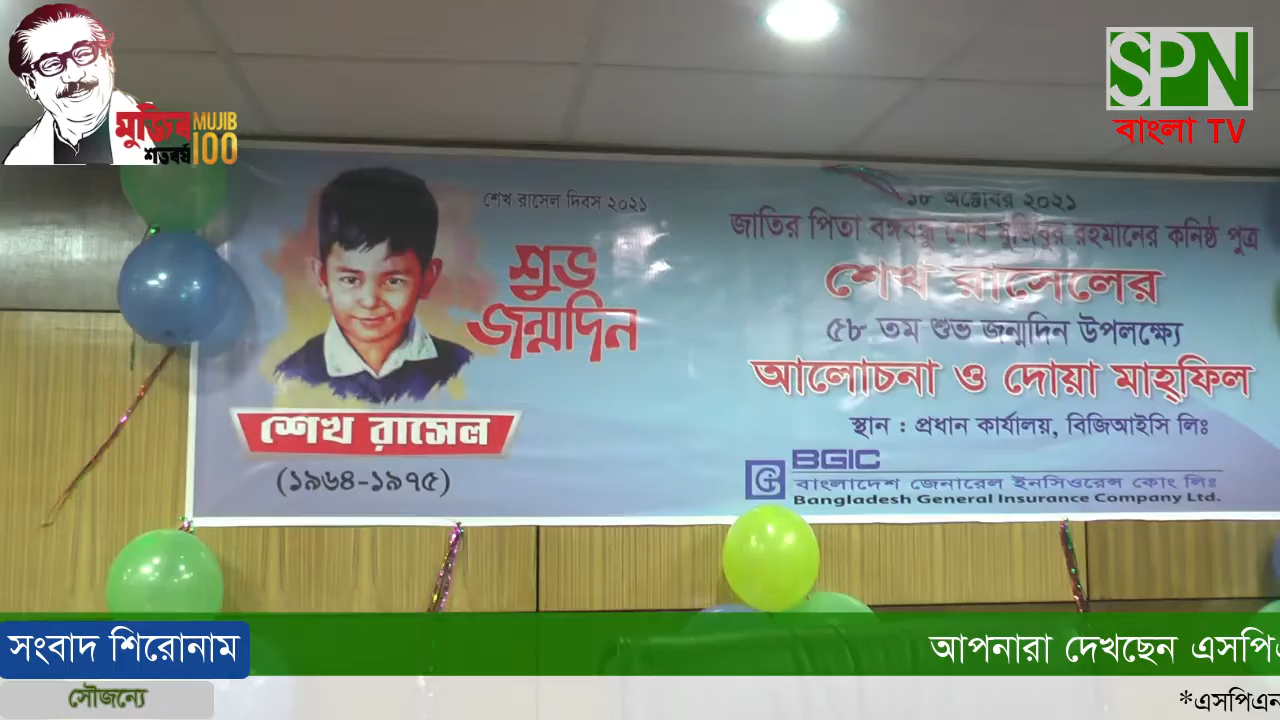 মুজিব
শতবর্ষ
MUJIB
100
SPN
বাংলা TV
শেখ রাসেল দিবস ২০২১
শুভ
জন্মদিন
শেখ রাসেল
(১৯৬৪-১৯৭৫)
১৮ অক্টোবর ২০২১
জাতির পিতা বঙ্গবন্ধু শেখ মুজিবুর রহমানের কনিষ্ঠ পুত্র
শেখ রাসেলের
৫৮ তম শুভ জন্মদিন উপলক্ষ্যে
আলোচনা ও দোয়া মাহ্‌ফিল
স্থান : প্রধান কার্যালয়, বিজিআইসি লিঃ
BGIC
বাংলাদেশ জেনারেল ইনসিওরেন্স কোং লিঃ
Bangladesh General Insurance Company Ltd.
সংবাদ শিরোনাম
আপনারা দেখছেন এসপিএ
সৌজন্যে
*এসপিএন